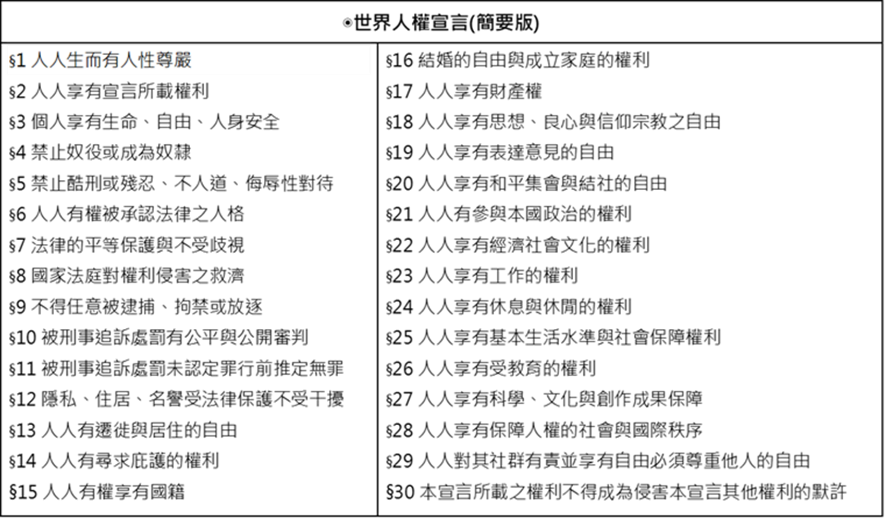 ◉世界人權宣言(簡要版)
§1 人人生而有人性尊嚴
§2 人人享有宣言所載權利
§3 個人享有生命、自由、人身安全
§4 禁止奴役或成為奴隸
§5 禁止酷刑或殘忍、不人道、侮辱性對待
§6 人人有權被承認法律之人格
§7 法律的平等保護與不受歧視
§8 國家法庭對權利侵害之救濟
§9 不得任意被逮捕、拘禁或放逐
§10 被刑事追訴處罰有公平與公開審判
§11 被刑事追訴處罰未認定罪行前推定無罪
§12 隱私、住居、名譽受法律保護不受干擾
§13 人人有遷徙與居住的自由
§14 人人有尋求庇護的權利
§15 人人有權享有國籍
§16 結婚的自由與成立家庭的權利
§17 人人享有財產權
§18 人人享有思想、良心與信仰宗教之自由
§19 人人享有表達意見的自由
§20 人人享有和平集會與結社的自由
§21 人人有參與本國政治的權利
§22 人人享有經濟社會文化的權利
§23 人人享有工作的權利
§24 人人享有休息與休閒的權利
§25 人人享有基本生活水準與社會保障權利
§26 人人享有受教育的權利
§27 人人享有科學、文化與創作成果保障
§28 人人享有保障人權的社會與國際秩序
§29 人人對其社群有責並享有自由必須尊重他人的自由
§30 本宣言所載之權利不得成為侵害本宣言其他權利的默許